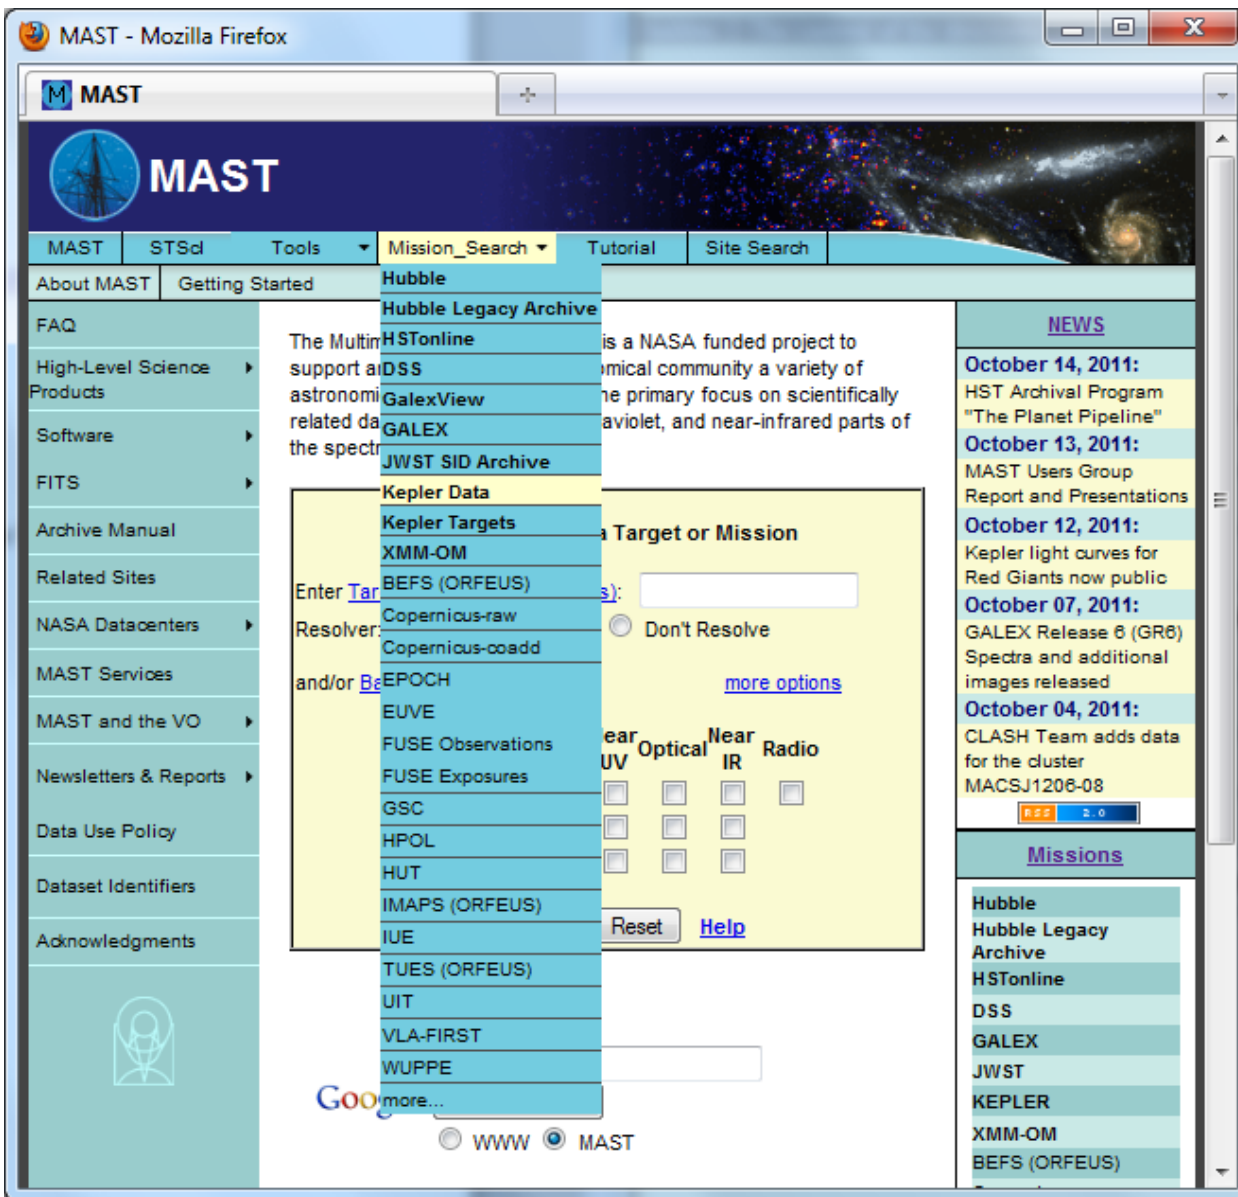 MAST - Mozilla Firefox
MAST
MAST
MAST STScI Tools Mission_Search Tutorial Site Search
About MAST Getting Started
FAQ
High-Level Science
Products
Software
FITS
Archive Manual
Related Sites
NASA Datacenters
MAST Services
MAST and the VO
Newsletters & Reports
Data Use Policy
Dataset Identifiers
Acknowledgments
Hubble
Hubble Legacy Archive
HSTonline
DSS
GalexView
GALEX
JWST SID Archive
Kepler Data
Kepler Targets
XMM-OM
BEFS (ORFEUS)
Copernicus-raw
Copernicus-coadd
EPOCH
EUVE
FUSE Observations
FUSE Exposures
GSC
HPOL
HUT
IMAPS (ORFEUS)
IUE
TUES (ORFEUS)
UIT
VLA-FIRST
WUPPE
more...
The is a NASA funded project to
support community a variety of
primary focus on scientifically
related and near-infrared parts of
the
Target or Mission
Enter
Resolver: Don't Resolve
and/or more options
UV Optical Near IR Radio
Reset Help
WWW MAST
NEWS
October 14, 2011:
HST Archival Program
"The Planet Pipeline"
October 13, 2011:
MAST Users Group
Report and Presentations
October 12, 2011:
Kepler light curves for
Red Giants now public
October 07, 2011:
GALEX Release 6 (GR6)
Spectra and additional
images released
October 04, 2011:
CLASH Team adds data
for the cluster
MACSJ1206-08
RSS 2.0
Missions
Hubble
Hubble Legacy
Archive
HSTonline
DSS
GALEX
JWST
KEPLER
XMM-OM
BEFS (ORFEUS)